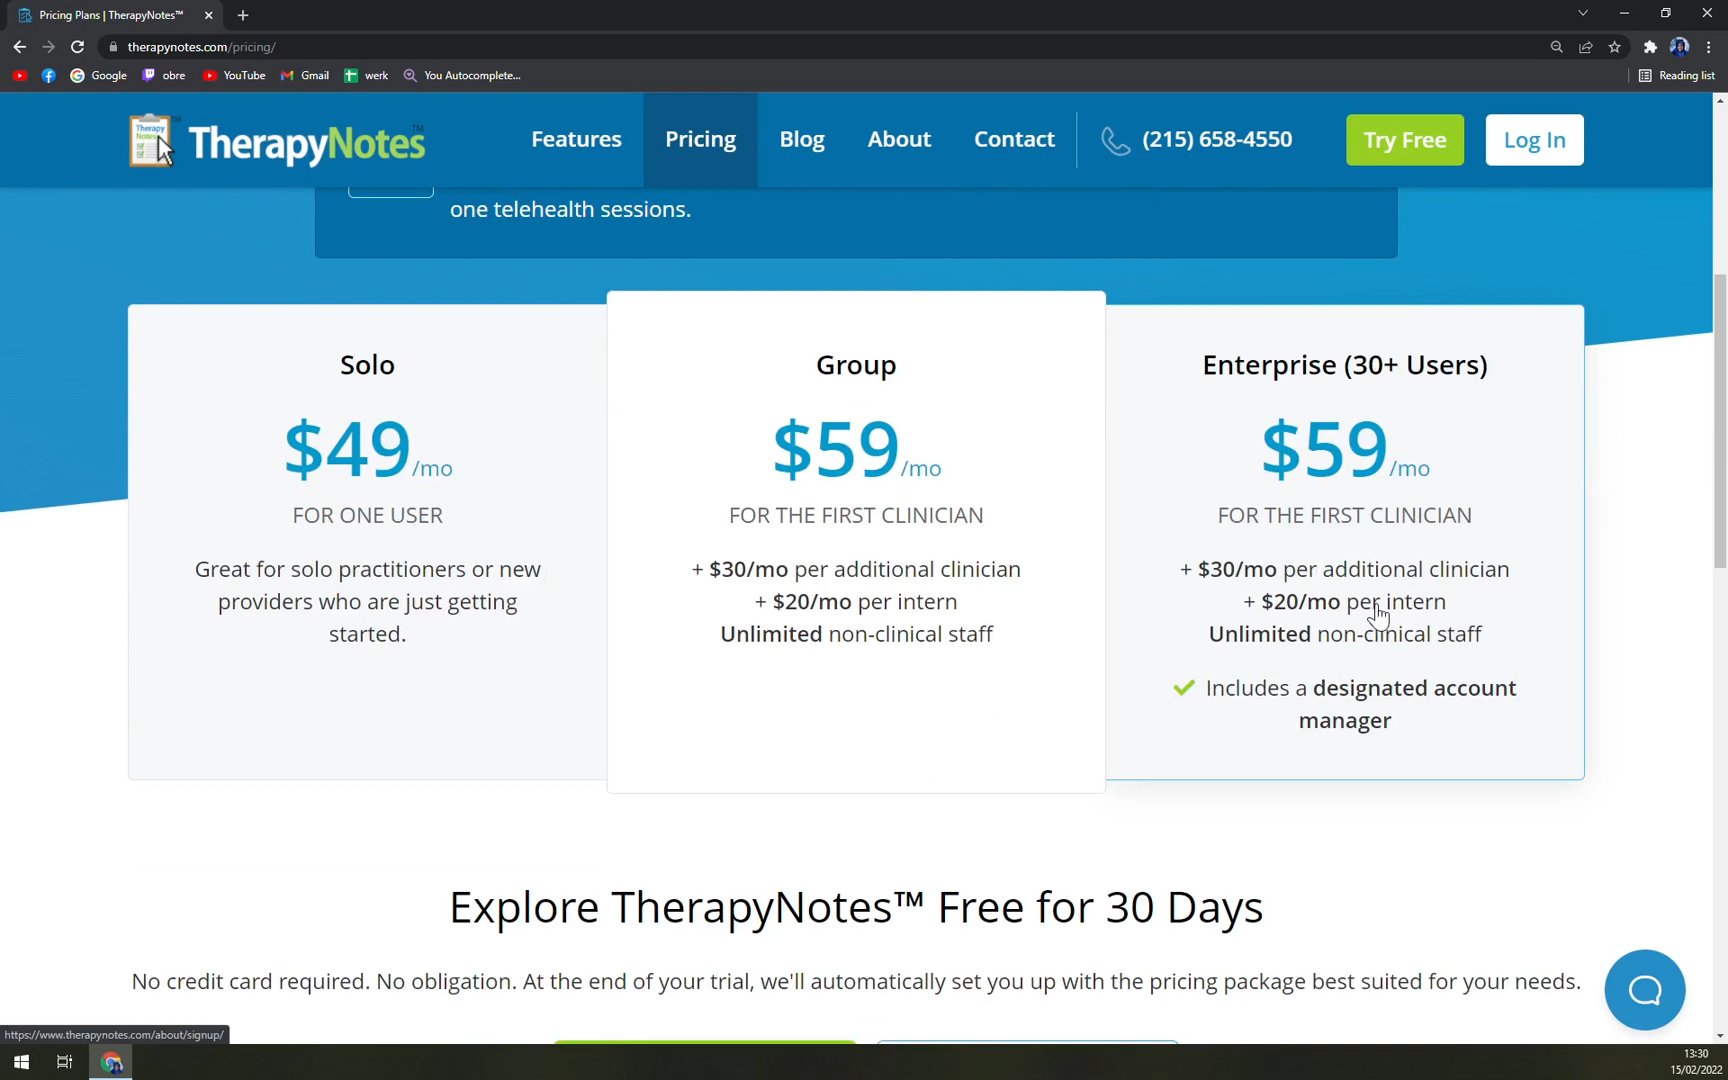 Pricing Plans | TherapyNotes™
therapynotes.com/pricing/
Google
obre
YouTube
Gmail
werk
You Autocomplete...
Reading list
Therapy
Notes
TherapyNotes™
Features
Pricing
Blog
About
Contact
(215) 658-4550
Try Free
Log In
one telehealth sessions.
Solo
$49/mo
FOR ONE USER
Great for solo practitioners or new
providers who are just getting
started.
Group
$59/mo
FOR THE FIRST CLINICIAN
+ $30/mo per additional clinician
+ $20/mo per intern
Unlimited non-clinical staff
Enterprise (30+ Users)
$59/mo
FOR THE FIRST CLINICIAN
+ $30/mo per additional clinician
+ $20/mo per intern
Unlimited non-clinical staff
Includes a designated account
manager
Explore TherapyNotes™ Free for 30 Days
No credit card required. No obligation. At the end of your trial, we'll automatically set you up with the pricing package best suited for your needs.
https://www.therapynotes.com/about/signup/
13:30
15/02/2022